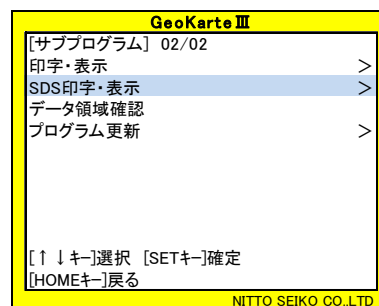 GeoKarteⅢ
[サブプログラム] 02/02
印字・表示 >
SDS印字・表示 >
データ領域確認
プログラム更新 >
[↑↓キー]選択 [SETキー]確定
[HOMEキー]戻る
NITTO SEIKO CO.,LTD